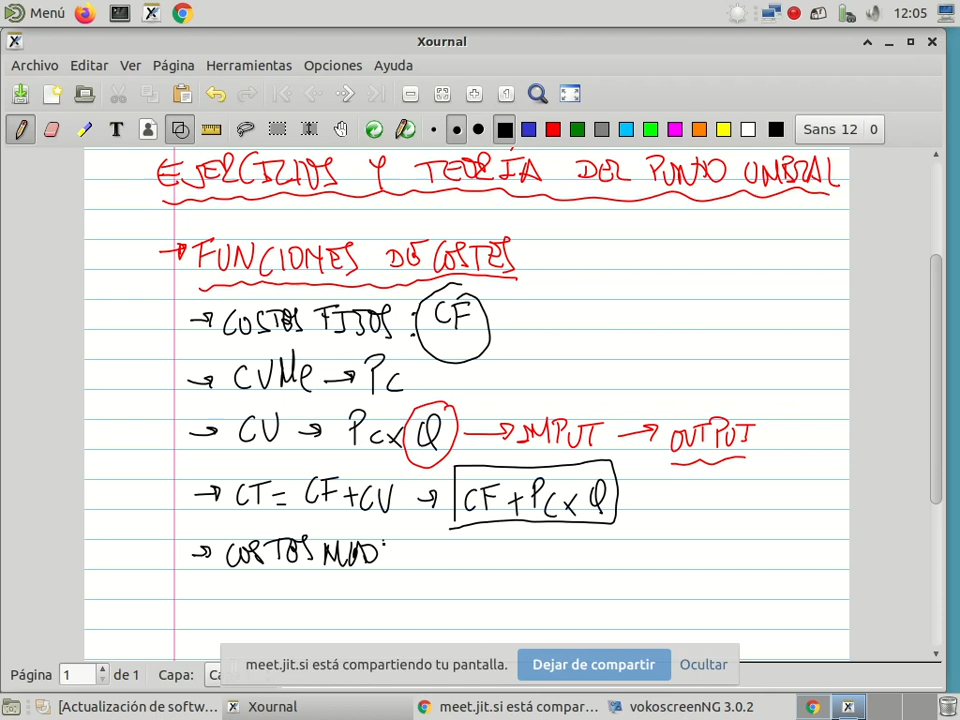 Menú 12:05
Xournal
Archivo Editar Ver Página Herramientas Opciones Ayuda
Sans 12 0
EJERCICIOS Y TEORÍA DEL PUNTO UMBRAL
→ FUNCIONES DE COSTES
→ COSTOS FIJOS : CF
→ CVMe → Pc
→ CV → Pc x Q → INPUT → OUTPUT
→ CT = CF + CV → CF + Pc x Q
→ COSTOS
meet.jit.si está compartiendo tu pantalla. Dejar de compartir Ocultar
Página 1 de 1 Capa:
[Actualización de softw... Xournal meet.jit.si está compar... vokoscreenNG 3.0.2